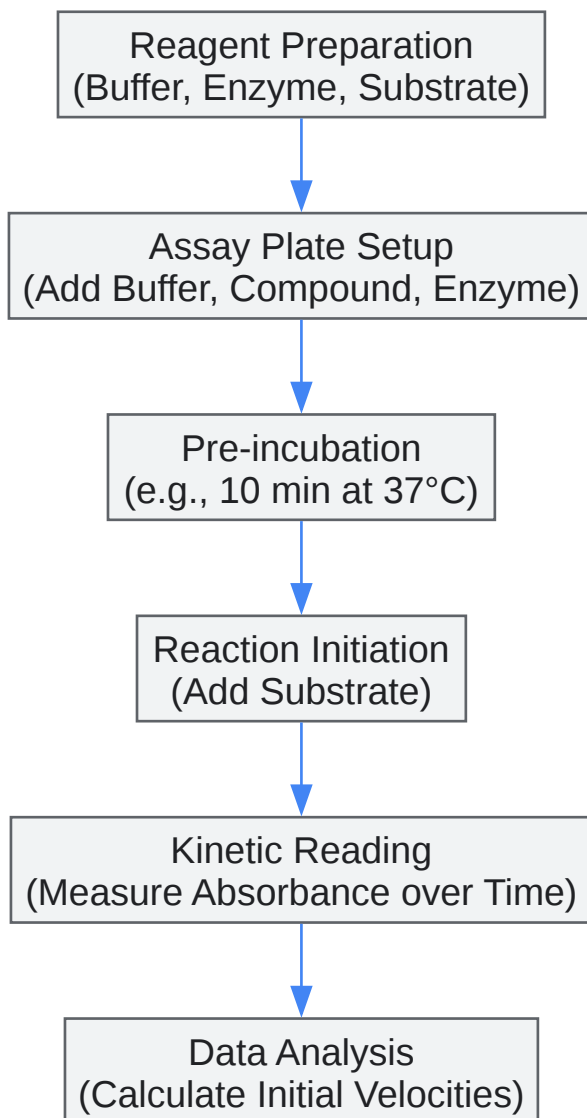 Reagent Preparation
(Buffer, Enzyme, Substrate)
Assay Plate Setup
(Add Buffer, Compound, Enzyme)
Pre-incubation
(e.g., 10 min at 37°C)
Reaction Initiation
(Add Substrate)
Kinetic Reading
(Measure Absorbance over Time)
Data Analysis
(Calculate Initial Velocities)